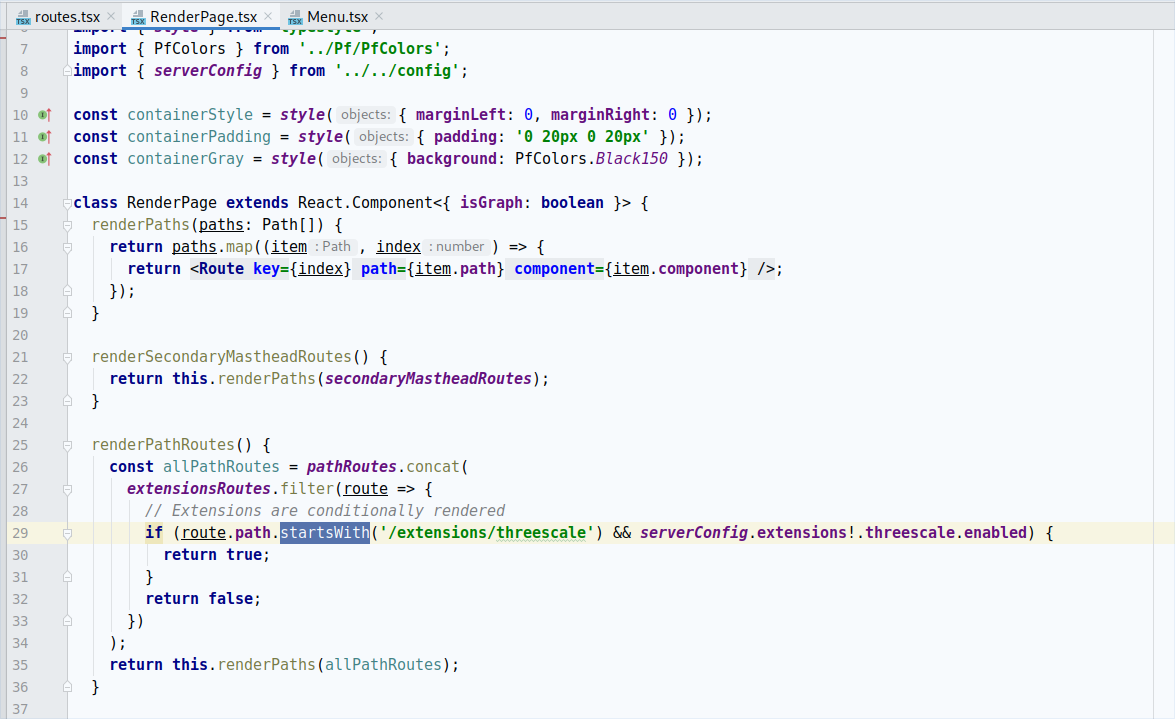 routes.tsx RenderPage.tsx Menu.tsx
import { style } from 'typestyle';
7 import { PfColors } from '../Pf/PfColors';
8 import { serverConfig } from '../../config';
9
10 const containerStyle = style( objects: { marginLeft: 0, marginRight: 0 });
11 const containerPadding = style( objects: { padding: '0 20px 0 20px' });
12 const containerGray = style( objects: { background: PfColors.Black150 });
13
14 class RenderPage extends React.Component<{ isGraph: boolean }> {
15 renderPaths(paths: Path[]) {
16 return paths.map((item : Path , index : number ) => {
17 return <Route key={index} path={item.path} component={item.component} />;
18 });
19 }
20
21 renderSecondaryMastheadRoutes() {
22 return this.renderPaths(secondaryMastheadRoutes);
23 }
24
25 renderPathRoutes() {
26 const allPathRoutes = pathRoutes.concat(
27 extensionsRoutes.filter(route => {
28 // Extensions are conditionally rendered
29 if (route.path.startsWith('/extensions/threescale') && serverConfig.extensions!.threescale.enabled) {
30 return true;
31 }
32 return false;
33 })
34 );
35 return this.renderPaths(allPathRoutes);
36 }
37